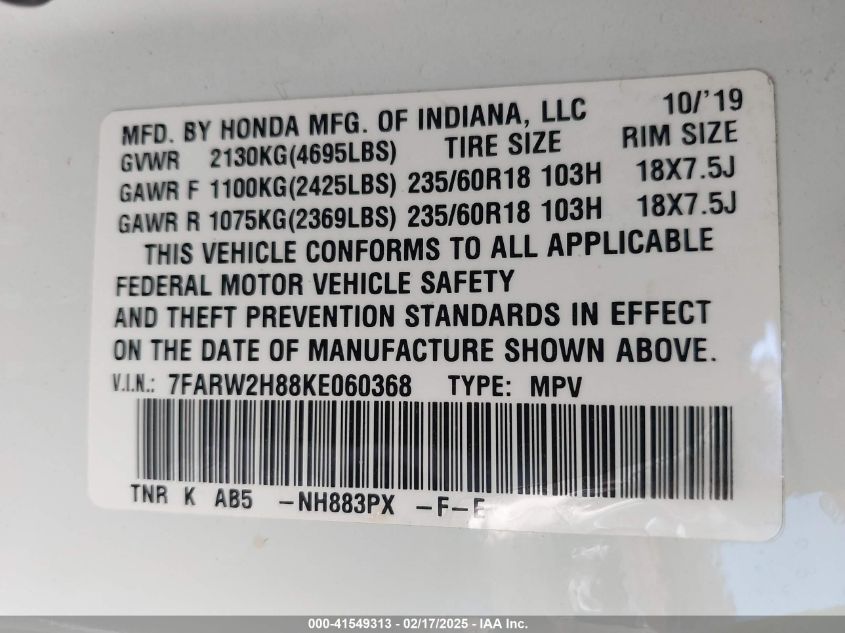 MFD. BY HONDA MFG. OF INDIANA, LLC 10/'19
GVWR 2130KG(4695LBS) TIRE SIZE RIM SIZE
GAWR F 1100KG(2425LBS) 235/60R18 103H 18X7.5J
GAWR R 1075KG(2369LBS) 235/60R18 103H 18X7.5J
THIS VEHICLE CONFORMS TO ALL APPLICABLE
FEDERAL MOTOR VEHICLE SAFETY
AND THEFT PREVENTION STANDARDS IN EFFECT
ON THE DATE OF MANUFACTURE SHOWN ABOVE.
V.I.N.: 7FARW2H88KE060368 TYPE: MPV
TNR K AB5 -NH883PX -F-E
000-41549313 - 02/17/2025 - IAA Inc.